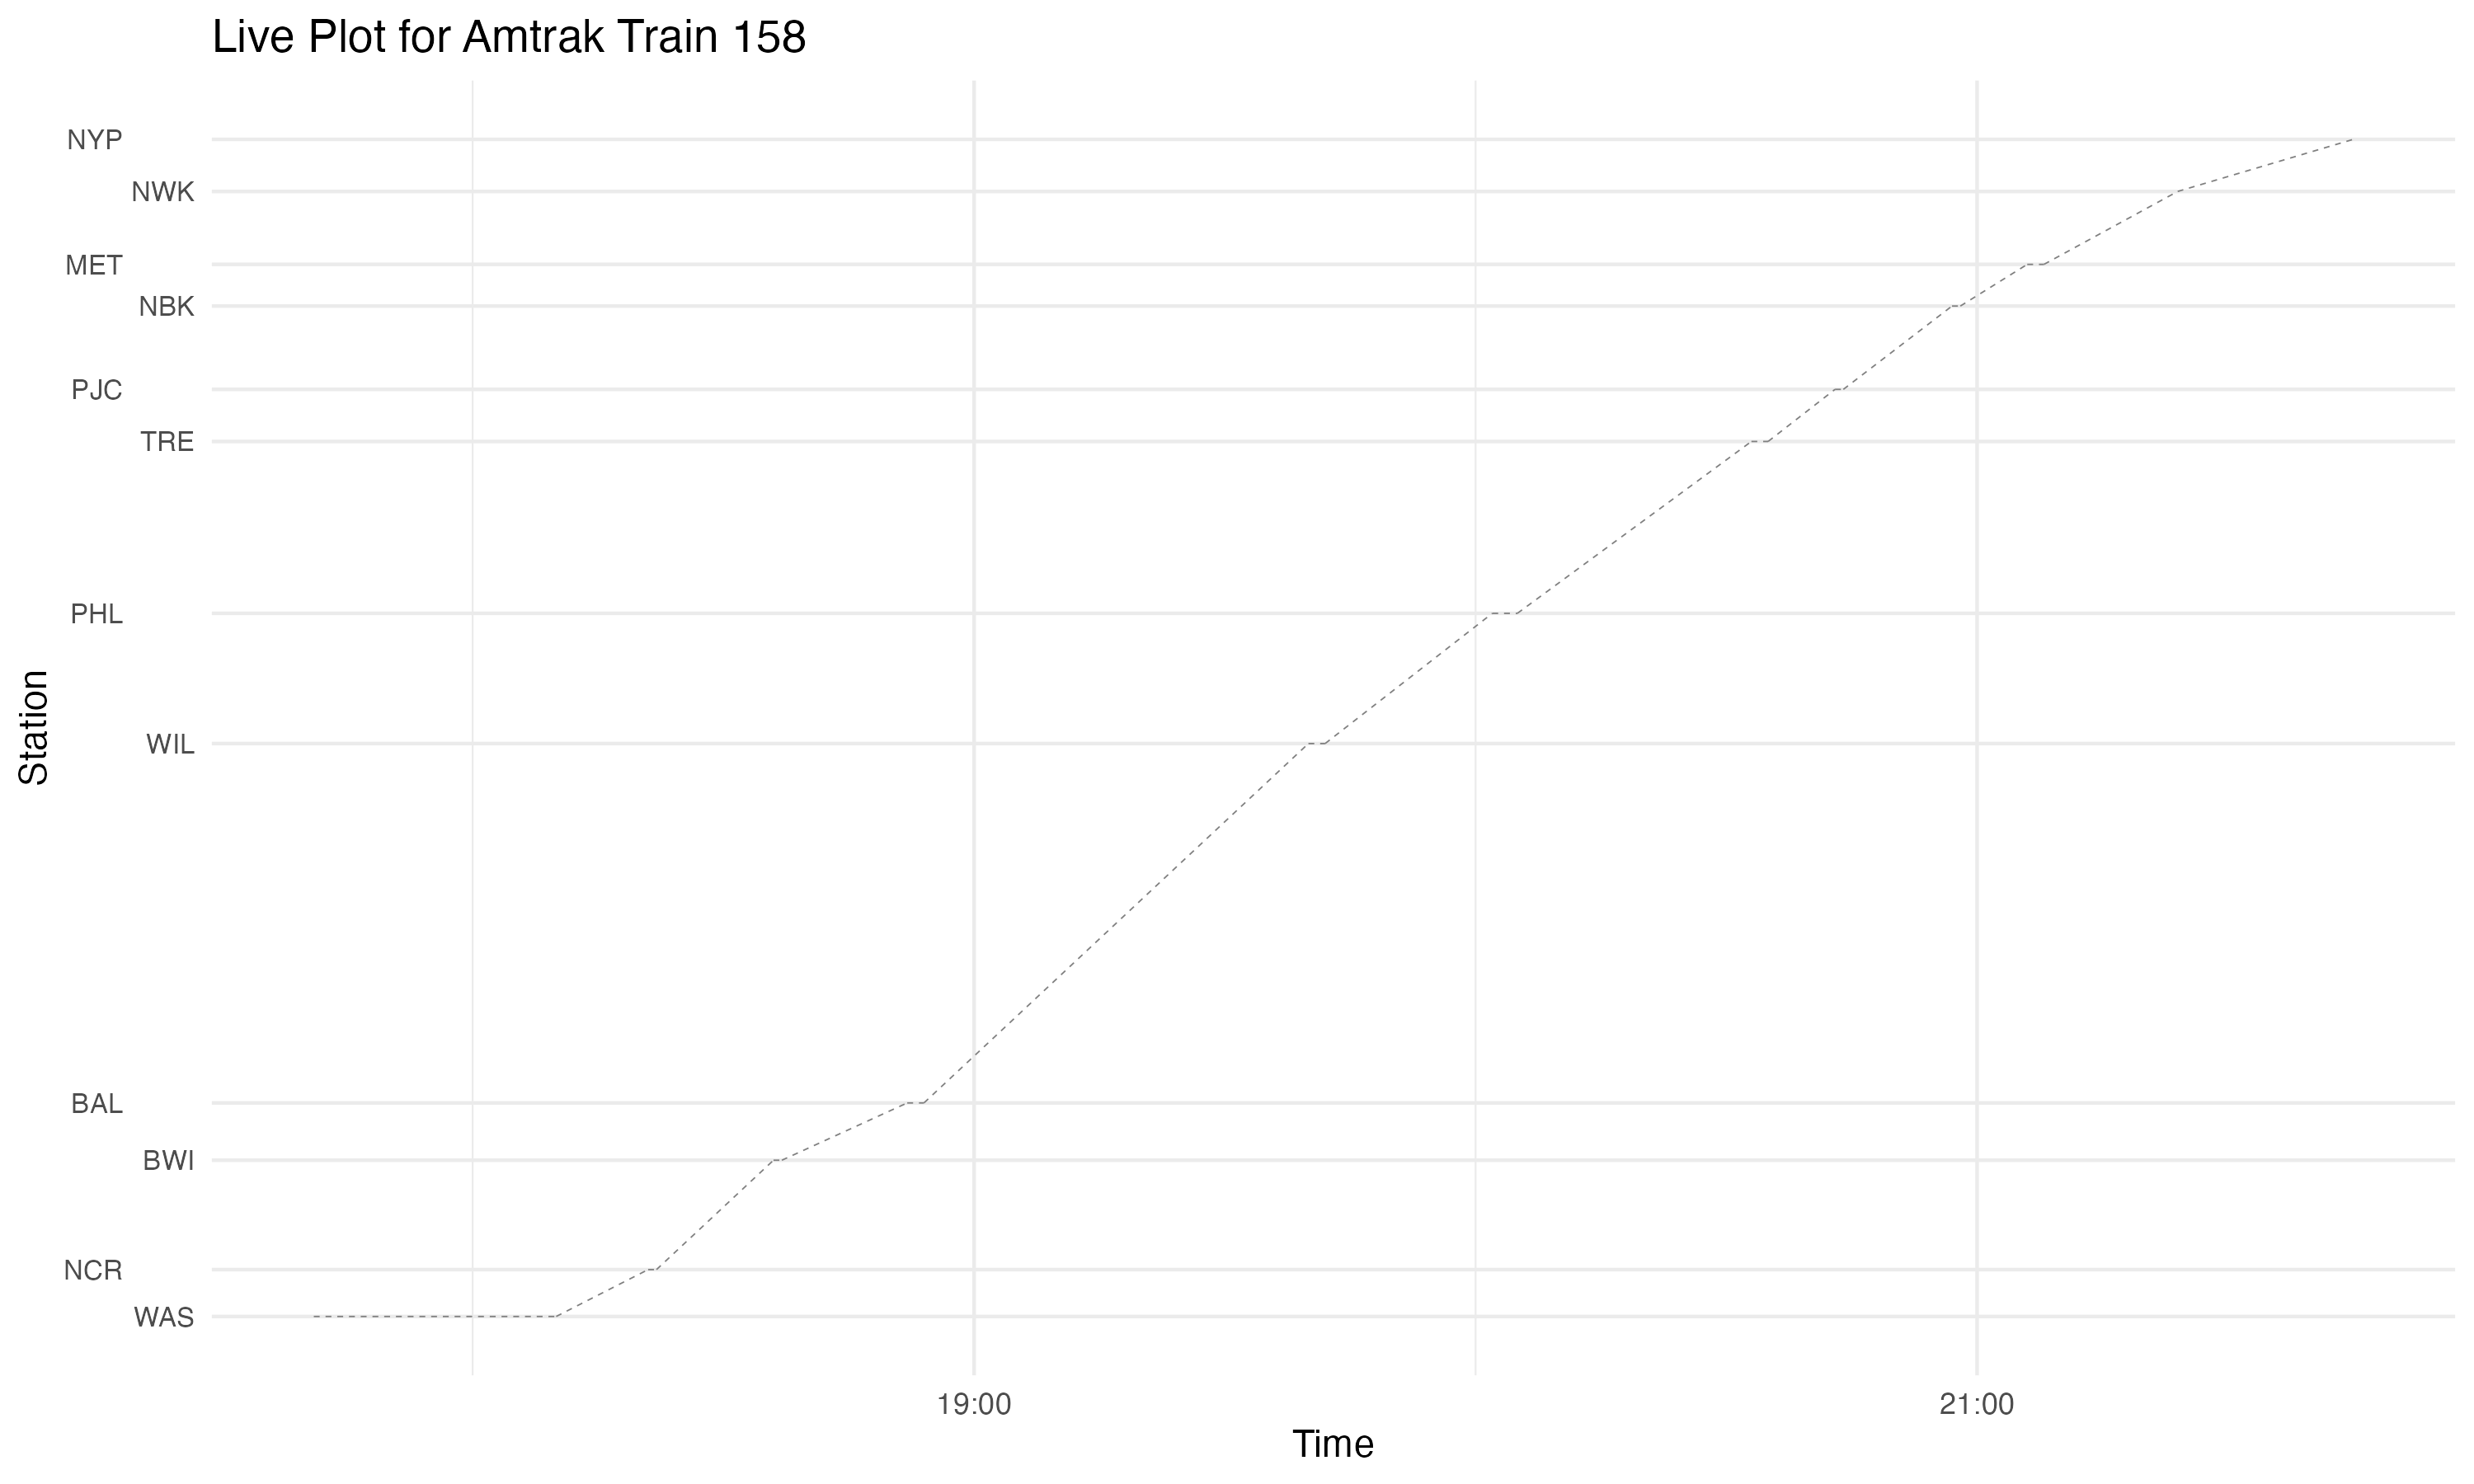 Live Plot for Amtrak Train 158
NYP
NWK
MET
NBK
PJC
TRE
PHL
WIL
BAL
BWI
NCR
WAS
Station
19:00 21:00
Time